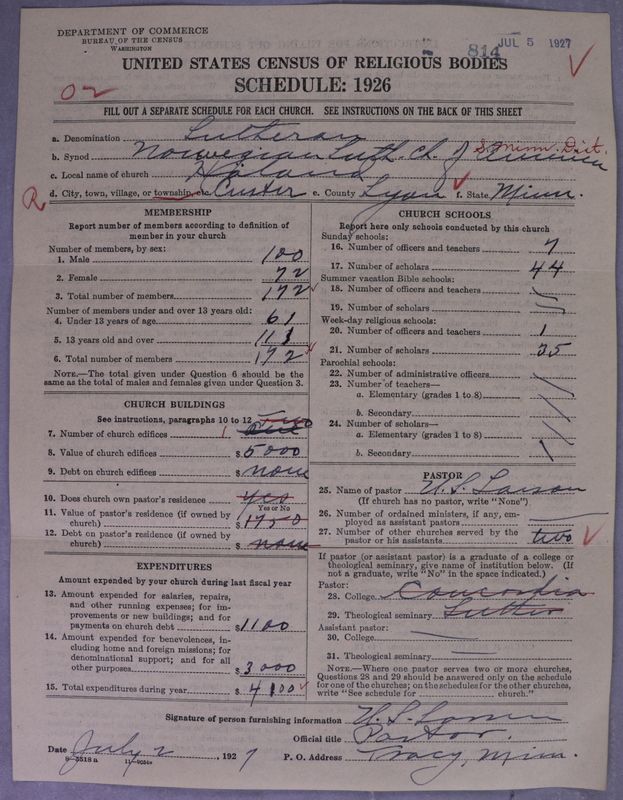 DEPARTMENT OF COMMERCE
BUREAU OF THE CENSUS
WASHINGTON
814 JUL 5 1927
UNITED STATES CENSUS OF RELIGIOUS BODIES
SCHEDULE: 1926
02
FILL OUT A SEPARATE SCHEDULE FOR EACH CHURCH. SEE INSTRUCTIONS ON THE BACK OF THIS SHEET
a. Denomination Lutheran
b. Synod Norwegian Luth. Ch. of America S. Minn. Dist.
c. Local name of church
d. City, town, village, or township, etc. Custer e. County Lyon f. State Minn.
R
MEMBERSHIP
Report number of members according to definition of member in your church
Number of members, by sex:
1. Male 100
2. Female 72
3. Total number of members 172
Number of members under and over 13 years old:
4. Under 13 years of age 61
5. 13 years old and over 111
6. Total number of members 172
NOTE.—The total given under Question 6 should be the same as the total of males and females given under Question 3.
CHURCH BUILDINGS
See instructions, paragraphs 10 to 12
7. Number of church edifices 1 one
8. Value of church edifices $ 5000
9. Debt on church edifices $ none
10. Does church own pastor's residence yes
Yes or No
11. Value of pastor's residence (if owned by church) $ 1750
12. Debt on pastor's residence (if owned by church) $ none
EXPENDITURES
Amount expended by your church during last fiscal year
13. Amount expended for salaries, repairs, and other running expenses; for improvements or new buildings; and for payments on church debt $ 1100
14. Amount expended for benevolences, including home and foreign missions; for denominational support; and for all other purposes $ 3000
15. Total expenditures during year $ 4100
CHURCH SCHOOLS
Report here only schools conducted by this church
Sunday schools:
16. Number of officers and teachers 7
17. Number of scholars 44
Summer vacation Bible schools:
18. Number of officers and teachers
19. Number of scholars
Week-day religious schools:
20. Number of officers and teachers 1
21. Number of scholars 35
Parochial schools:
22. Number of administrative officers
23. Number of teachers—
a. Elementary (grades 1 to 8)
b. Secondary
24. Number of scholars—
a. Elementary (grades 1 to 8)
b. Secondary
PASTOR
25. Name of pastor H. S. Larson
(If church has no pastor, write "None")
26. Number of ordained ministers, if any, employed as assistant pastors
27. Number of other churches served by the pastor or his assistants two
If pastor (or assistant pastor) is a graduate of a college or theological seminary, give name of institution below. (If not a graduate, write "No" in the space indicated.)
Pastor:
28. College Concordia
29. Theological seminary Luther
Assistant pastor:
30. College
31. Theological seminary
NOTE.—Where one pastor serves two or more churches, Questions 28 and 29 should be answered only on the schedule for one of the churches; on the schedules for the other churches, write "See schedule for ______ church."
Signature of person furnishing information H. S. Larson
Official title Pastor
Date July 2, 1927 P. O. Address Tracy, Minn.
8-5518a